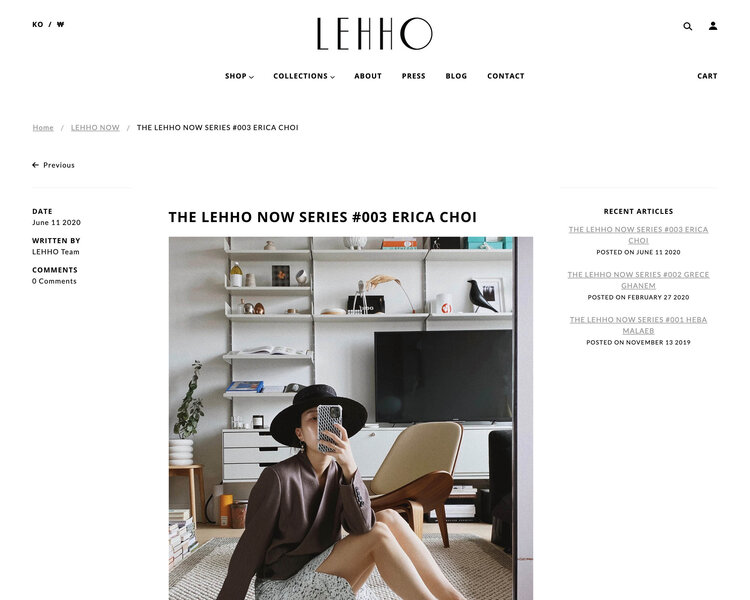 KO / ₩
LEHHO
SHOP
COLLECTIONS
ABOUT
PRESS
BLOG
CONTACT
CART
Home / LEHHO NOW / THE LEHHO NOW SERIES #003 ERICA CHOI
← Previous
DATE
June 11 2020
WRITTEN BY
LEHHO Team
COMMENTS
0 Comments
THE LEHHO NOW SERIES #003 ERICA CHOI
RECENT ARTICLES
THE LEHHO NOW SERIES #003 ERICA
CHOI
POSTED ON JUNE 11 2020
THE LEHHO NOW SERIES #002 GRECE
GHANEM
POSTED ON FEBRUARY 27 2020
THE LEHHO NOW SERIES #001 HEBA
MALAEB
POSTED ON NOVEMBER 13 2019